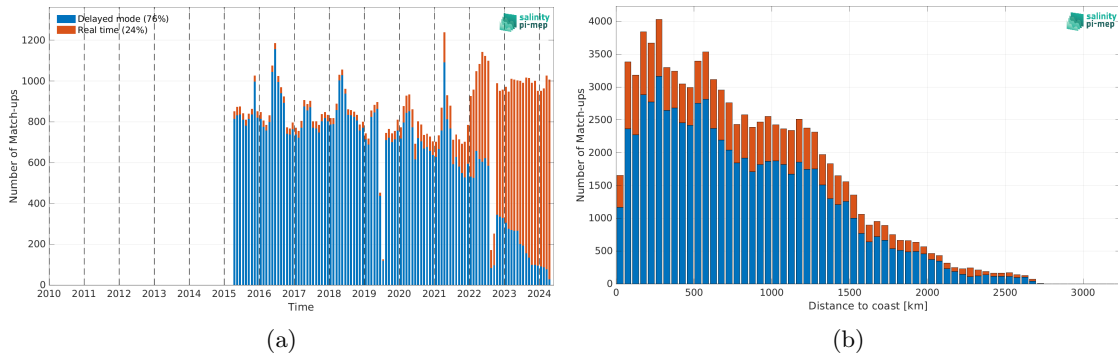 Delayed mode (76%)
Real time (24%)
salinity
pi-mep
Number of Match-ups
1200
1000
800
600
400
200
0
2010 2011 2012 2013 2014 2015 2016 2017 2018 2019 2020 2021 2022 2023 2024
Time
(a)
salinity
pi-mep
Number of Match-ups
4000
3500
3000
2500
2000
1500
1000
500
0
0 500 1000 1500 2000 2500 3000
Distance to coast [km]
(b)